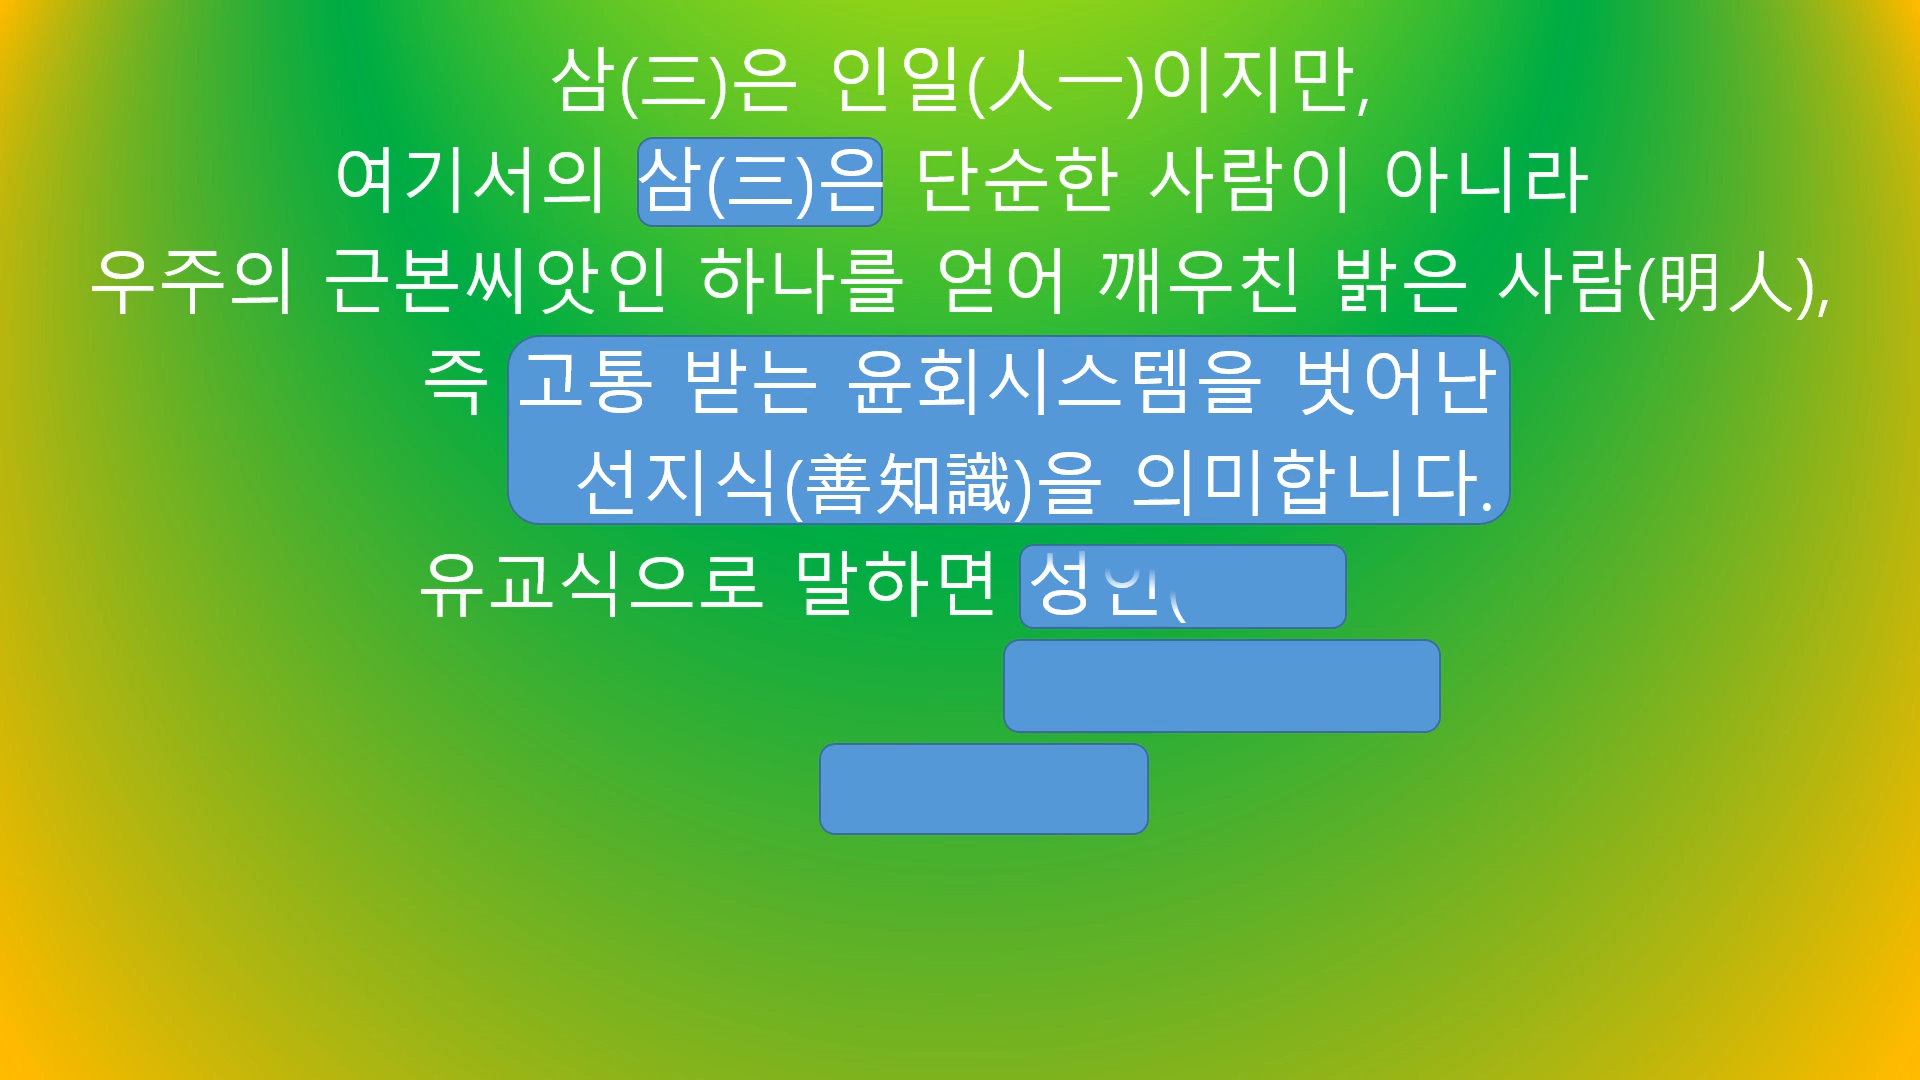 삼(三)은 인일(人一)이지만,
여기서의 삼(三)은 단순한 사람이 아니라
우주의 근본씨앗인 하나를 얻어 깨우친 밝은 사람(明人),
즉 고통 받는 윤회시스템을 벗어난
선지식(善知識)을 의미합니다.
유교식으로 말하면 성인(